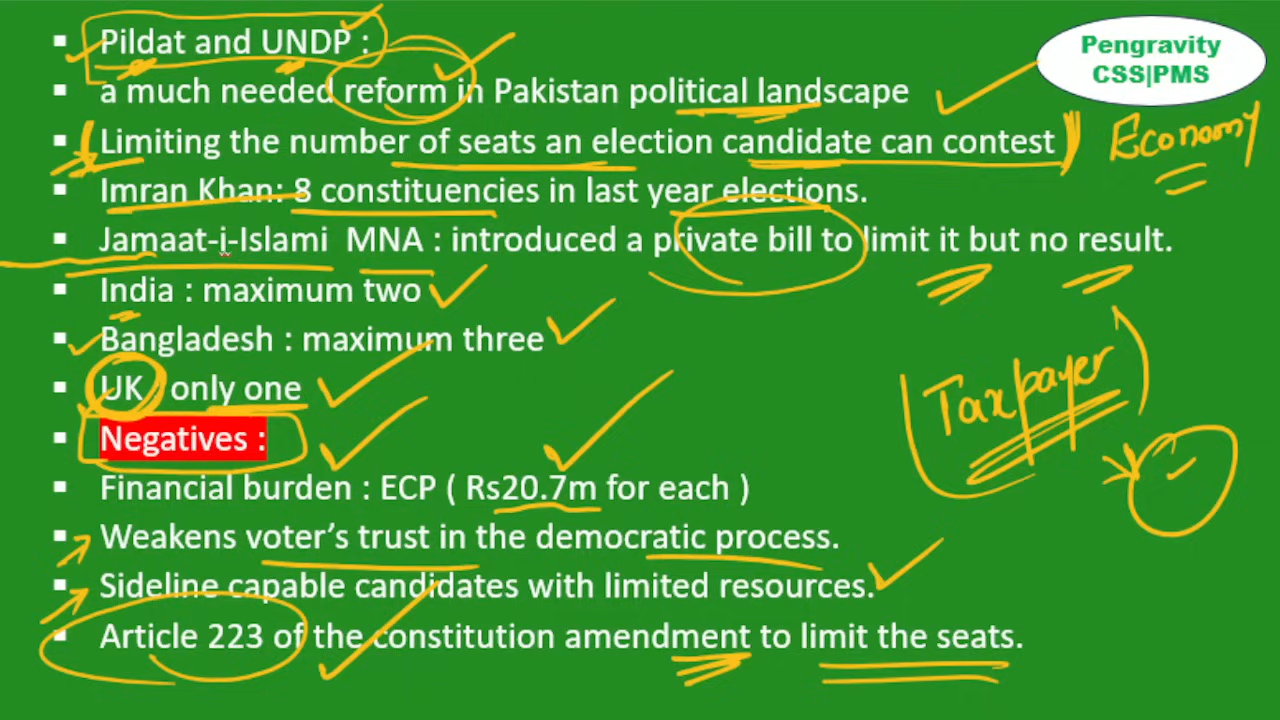 Pildat and UNDP :
Pengravity
CSS|PMS
a much needed reform in Pakistan political landscape
Limiting the number of seats an election candidate can contest
Economy
Imran Khan: 8 constituencies in last year elections.
Jamaat-i-Islami MNA : introduced a private bill to limit it but no result.
India : maximum two
Bangladesh : maximum three
UK only one
Taxpayer
Negatives :
Financial burden : ECP ( Rs20.7m for each )
Weakens voter’s trust in the democratic process.
Sideline capable candidates with limited resources.
Article 223 of the constitution amendment to limit the seats.